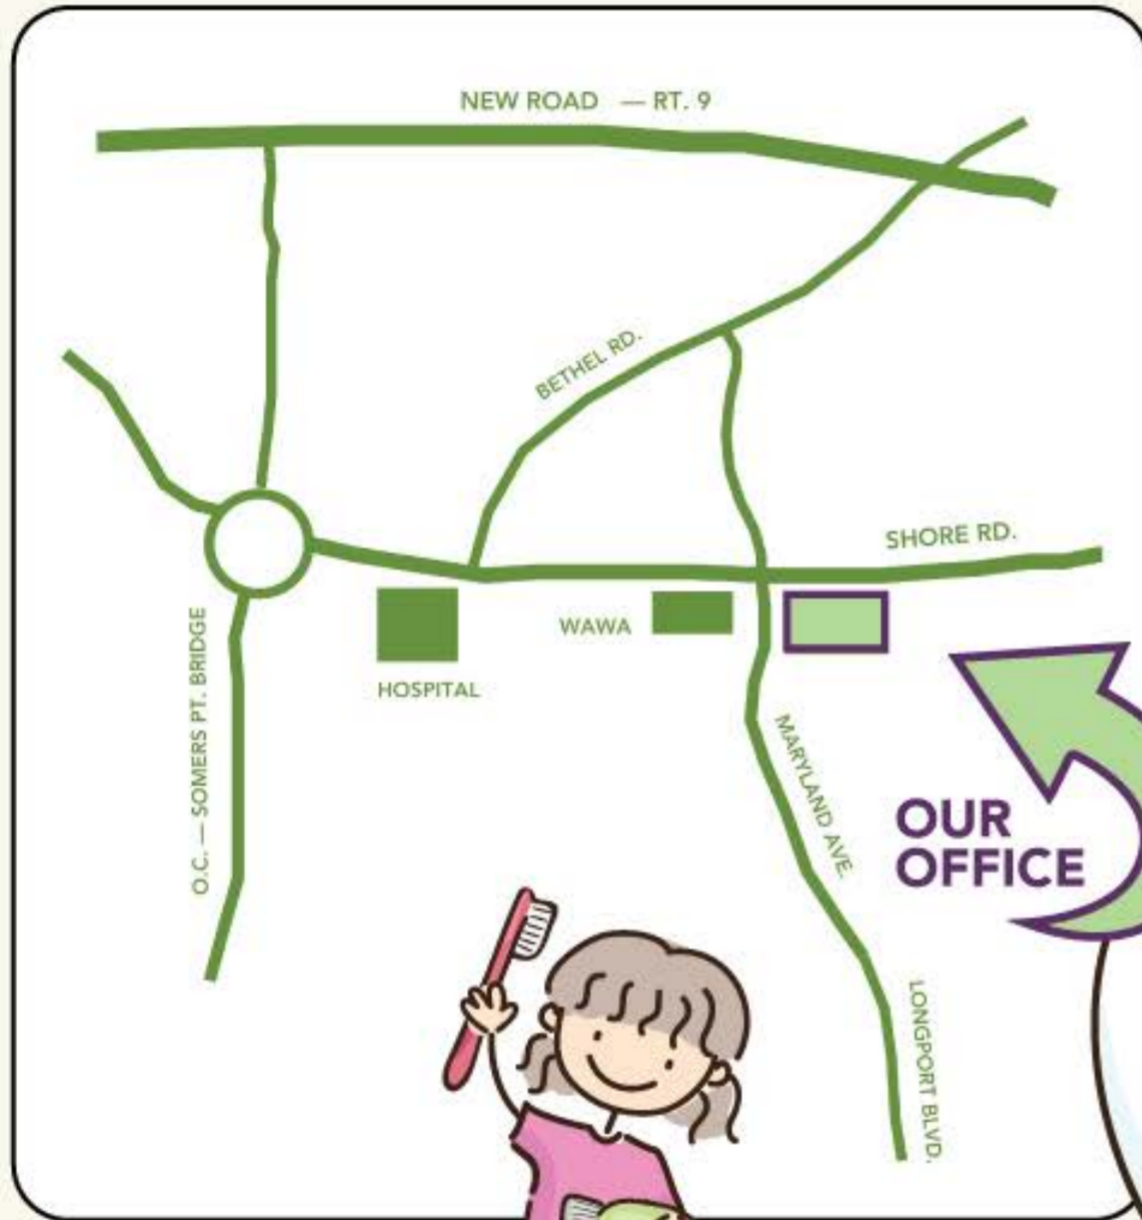 NEW ROAD — RT. 9
BETHEL RD.
SHORE RD.
WAWA
HOSPITAL
O.C. — SOMERS PT. BRIDGE
MARYLAND AVE.
OUR
OFFICE
LONGPORT BLVD.